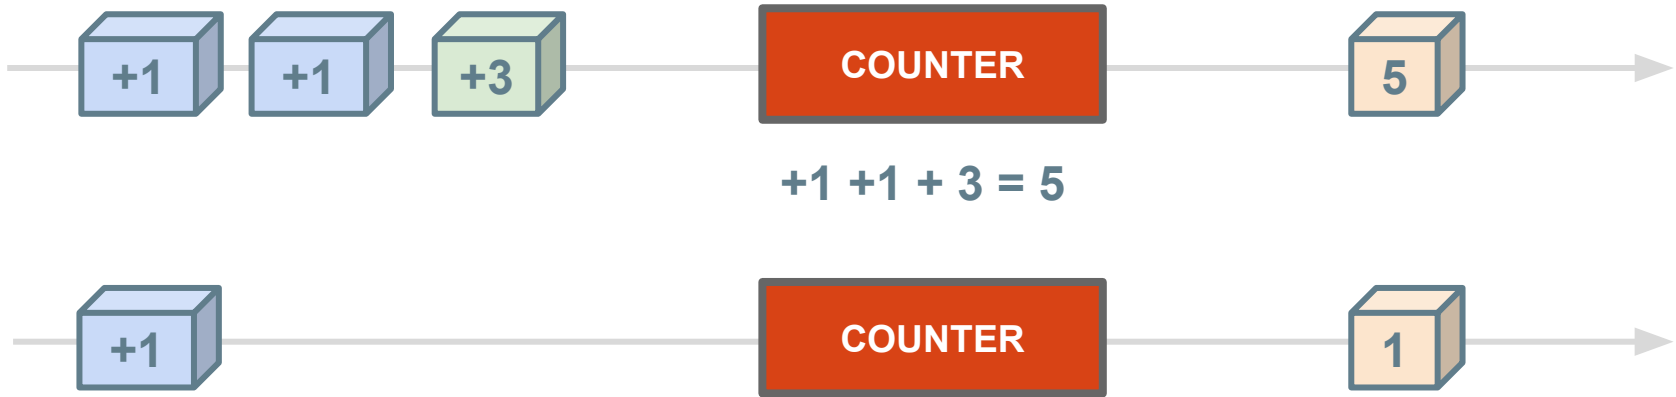 +1 +1 +3 COUNTER 5
+1 +1 + 3 = 5
+1 COUNTER 1